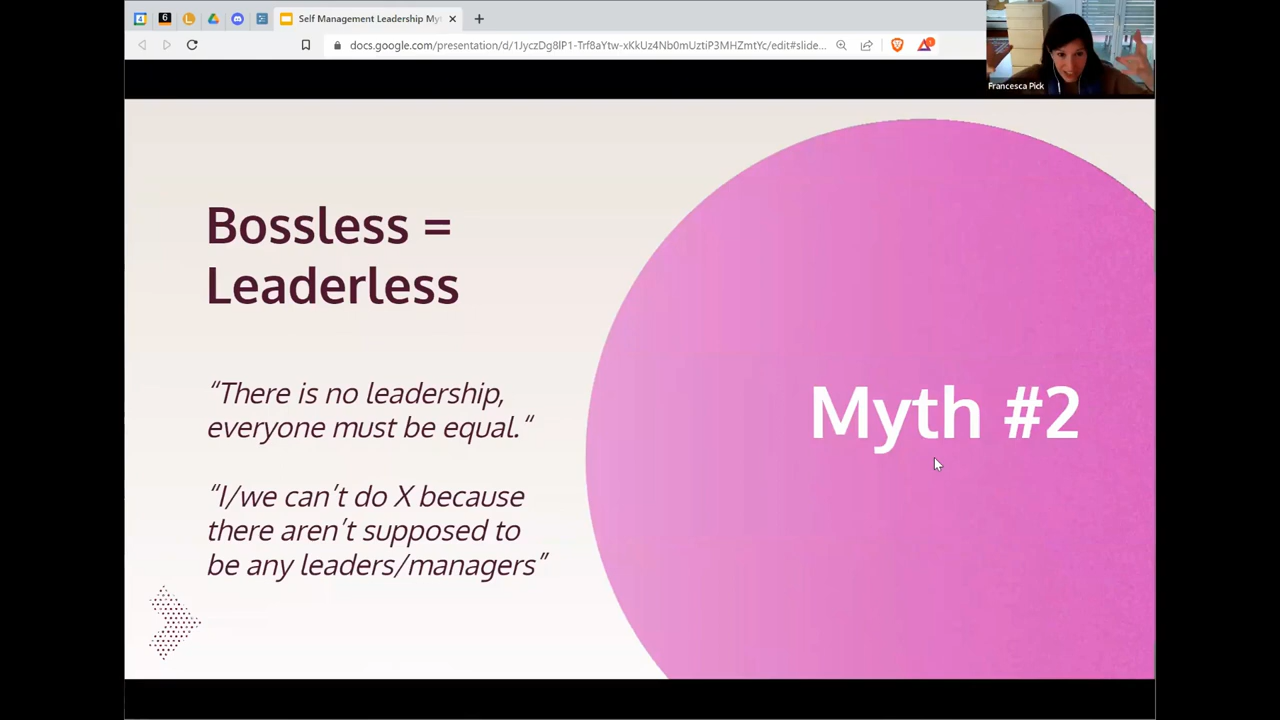 6
Self Management Leadership My
docs.google.com/presentation/d/1JyczDg8lP1-Trf8aYtw-xKkUz4Nb0mUztiP3MHZmtYc/edit#slide...
Francesca Pick
Bossless =
Leaderless
“There is no leadership,
everyone must be equal.“
“I/we can’t do X because
there aren’t supposed to
be any leaders/managers”
Myth #2